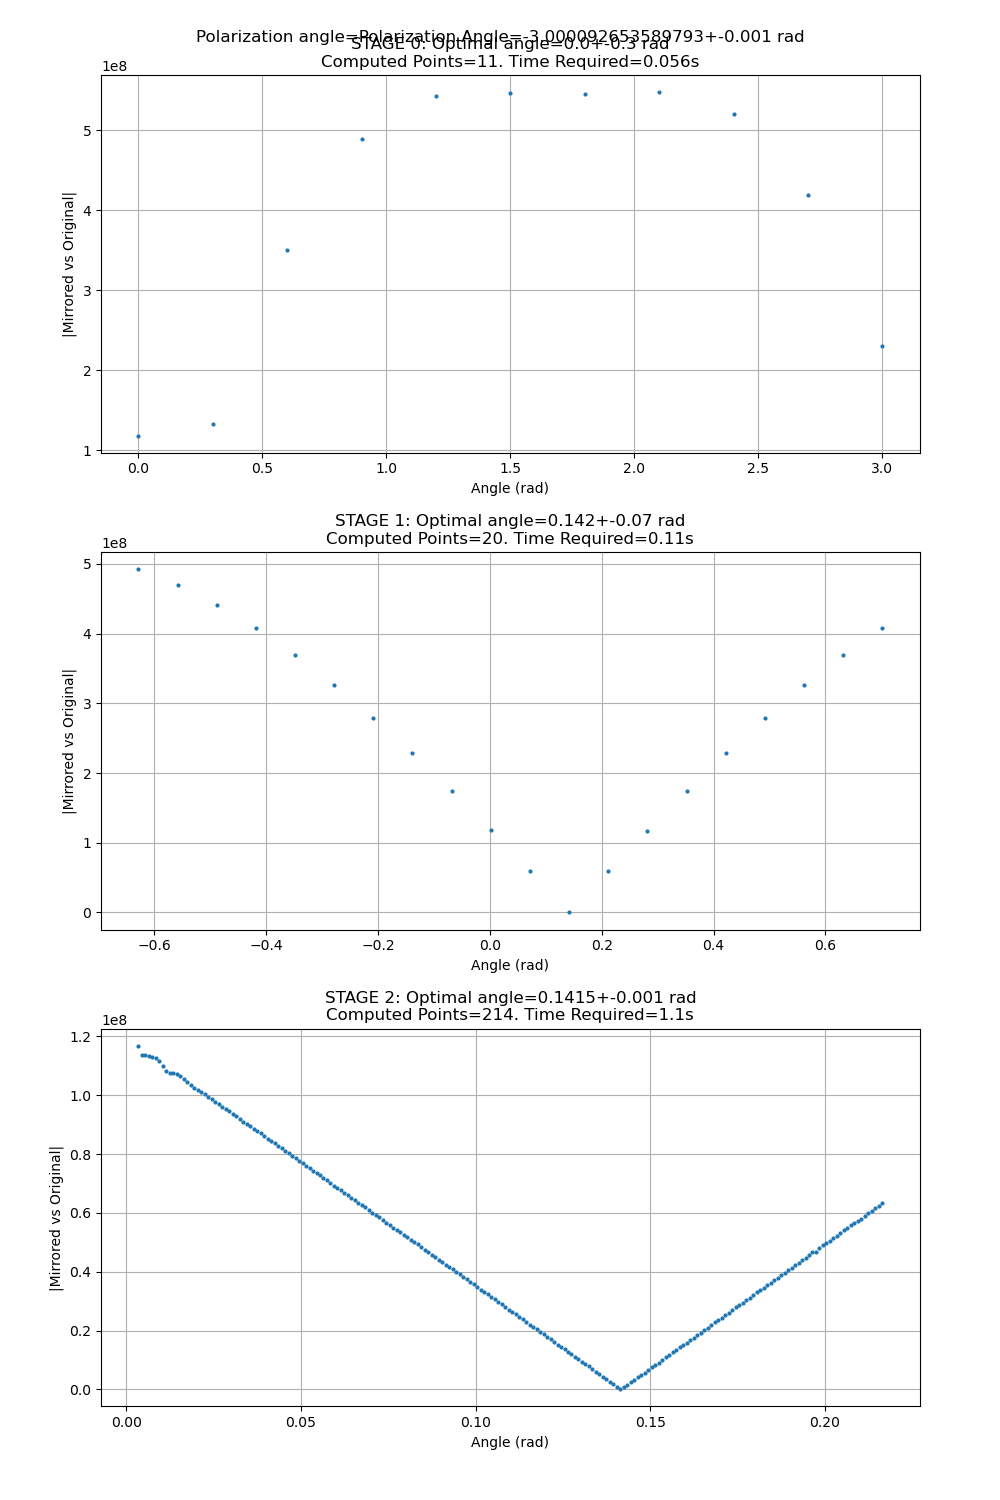 Polarization angle=Polarization Angle=-3.000092653589793+-0.001 rad
STAGE 0: Optimal angle=0.0+-0.3 rad
Computed Points=11. Time Required=0.056s
1e8
5
4
3
2
1
|Mirrored vs Original|
0.0 0.5 1.0 1.5 2.0 2.5 3.0
Angle (rad)
STAGE 1: Optimal angle=0.142+-0.07 rad
Computed Points=20. Time Required=0.11s
1e8
5
4
3
2
1
0
|Mirrored vs Original|
−0.6 −0.4 −0.2 0.0 0.2 0.4 0.6
Angle (rad)
STAGE 2: Optimal angle=0.1415+-0.001 rad
Computed Points=214. Time Required=1.1s
1e8
1.2
1.0
0.8
0.6
0.4
0.2
0.0
|Mirrored vs Original|
0.00 0.05 0.10 0.15 0.20
Angle (rad)